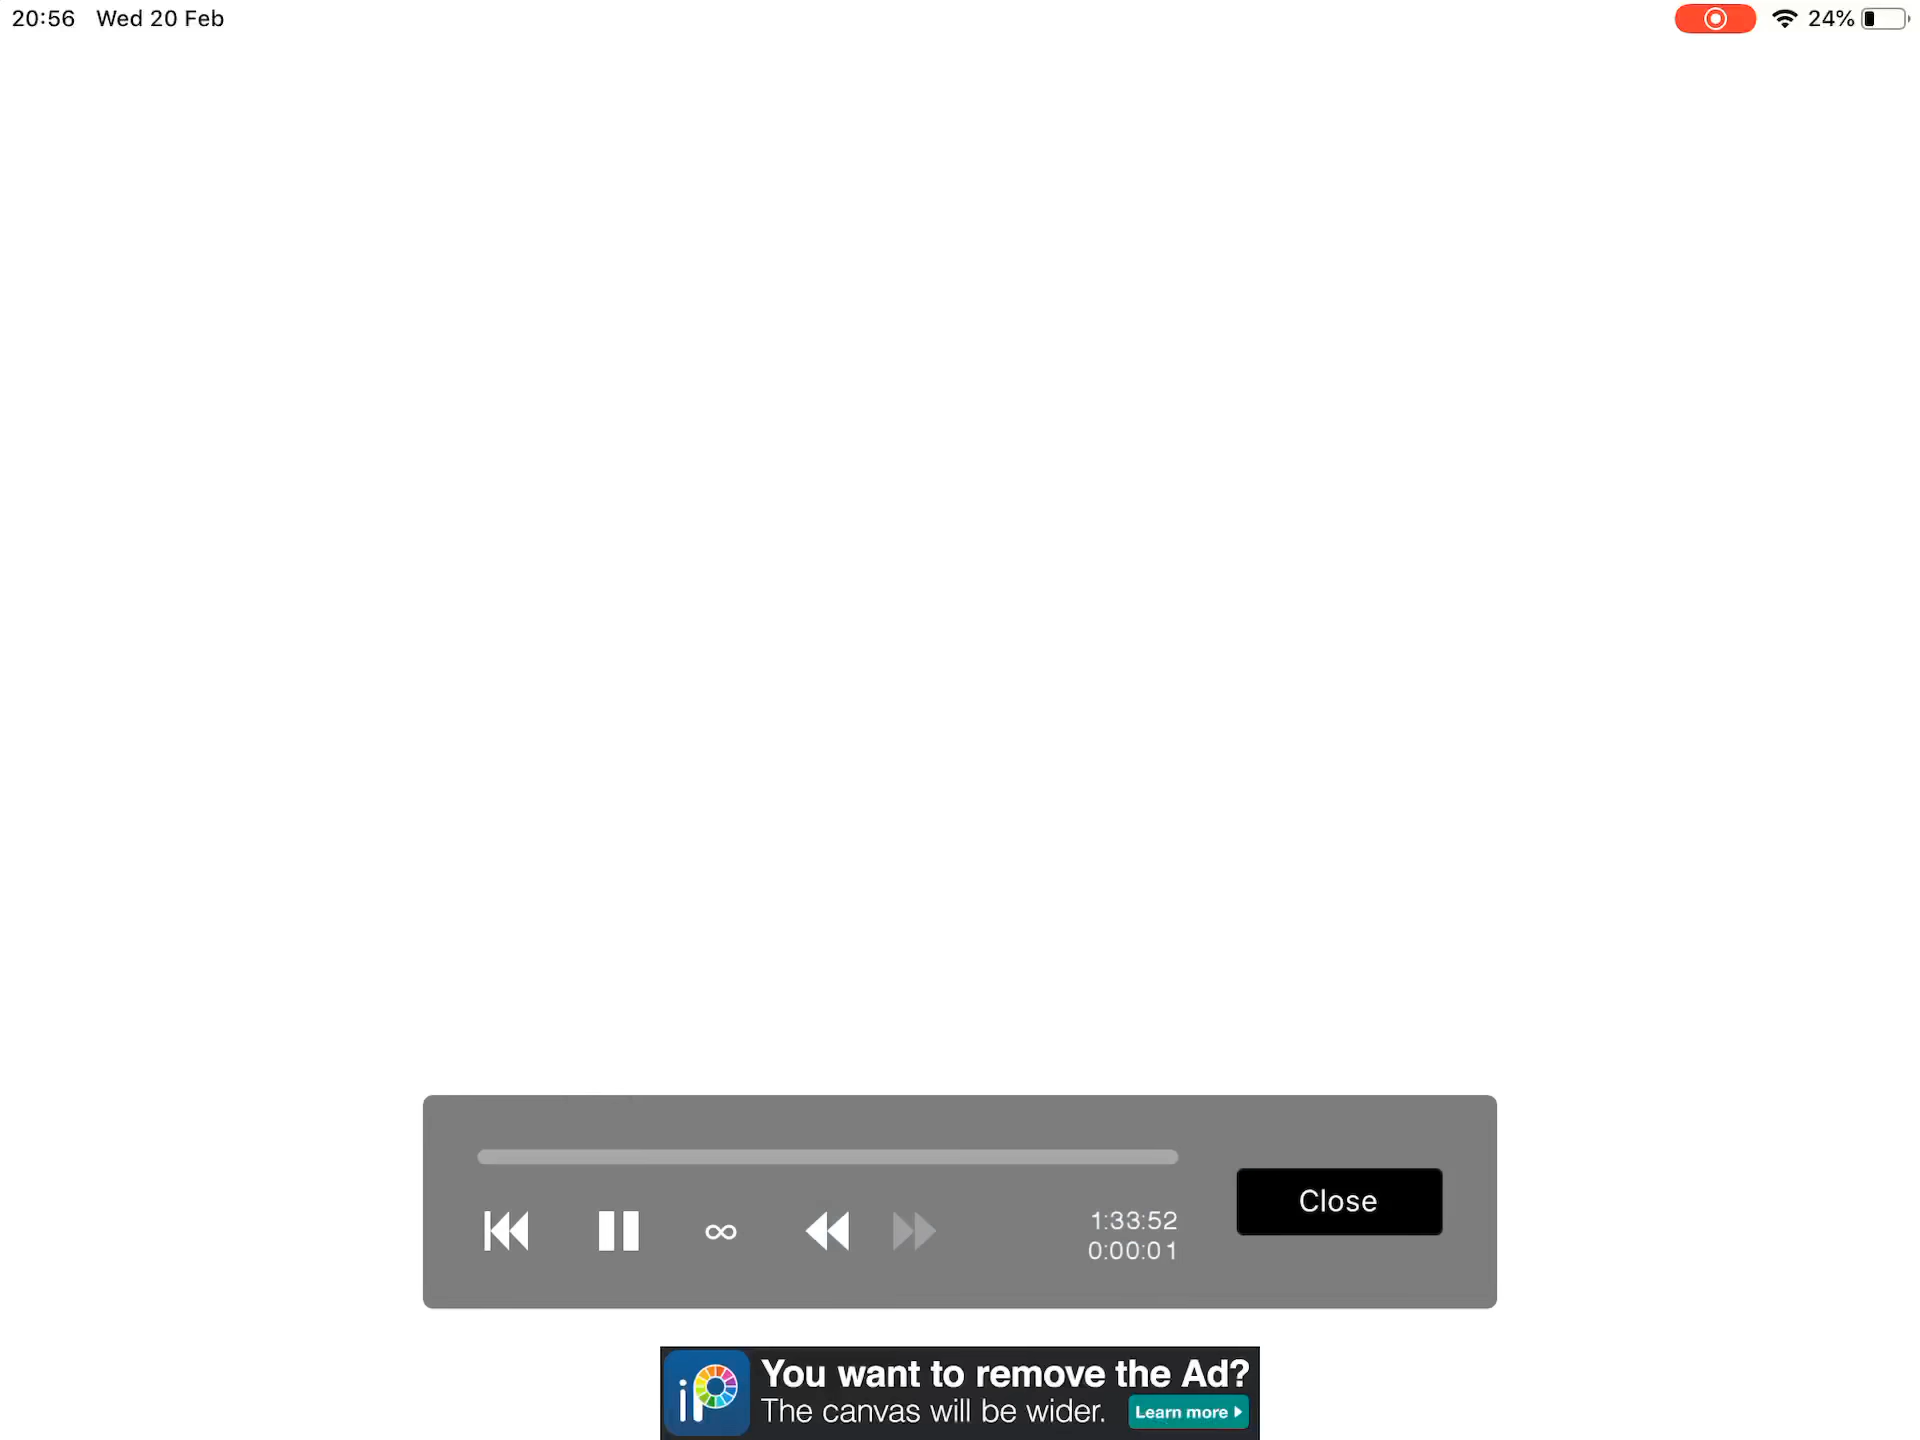 20:56 Wed 20 Feb
24%
1:33:52
0:00:01
Close
iP
You want to remove the Ad?
The canvas will be wider.
Learn more